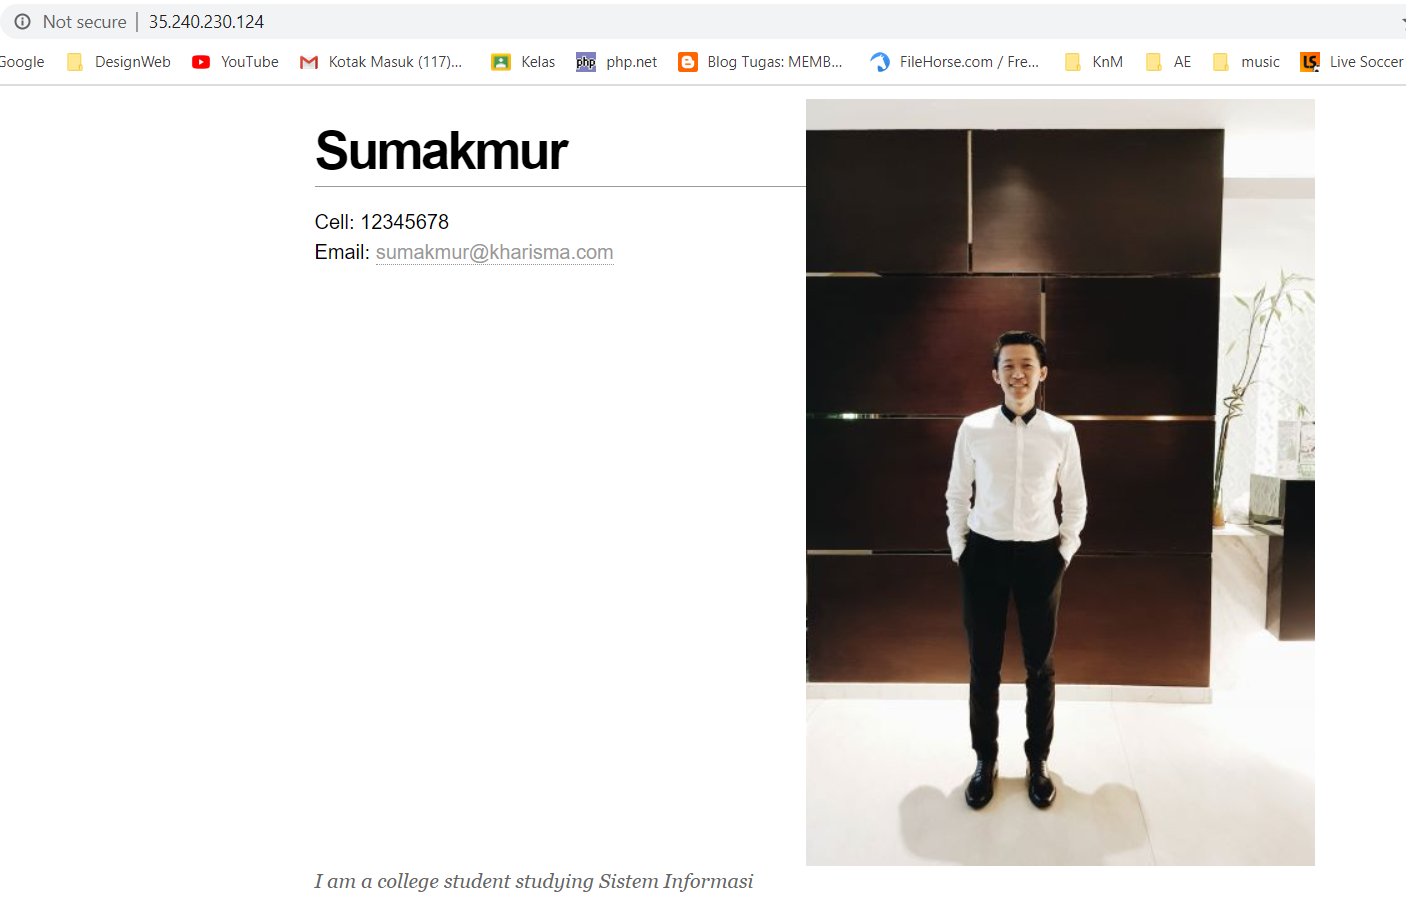 Not secure | 35.240.230.124
Google DesignWeb YouTube Kotak Masuk (117)... Kelas php php.net Blog Tugas: MEMB... FileHorse.com / Fre... KnM AE music LS. Live Soccer
Sumakmur
Cell: 12345678
Email: sumakmur@kharisma.com
I am a college student studying Sistem Informasi